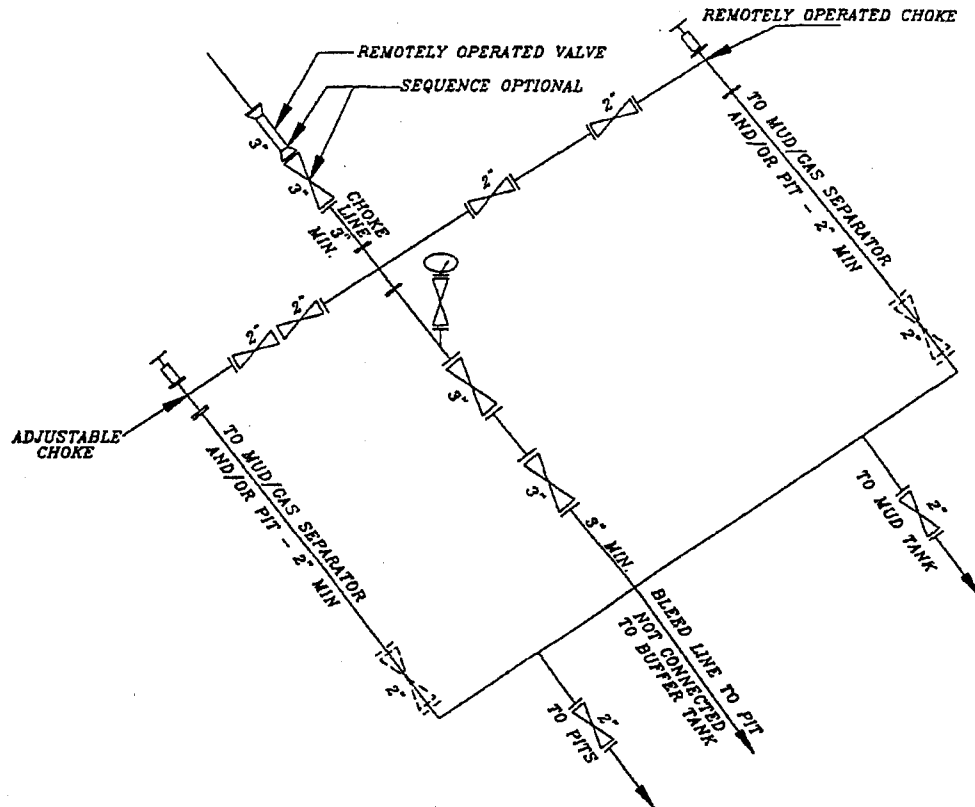 REMOTELY OPERATED CHOKE
REMOTELY OPERATED VALVE
SEQUENCE OPTIONAL
3"
3"
CHOKE
LINE
3"
MIN.
2"
2"
TO MUD/GAS SEPARATOR
AND/OR PIT - 2" MIN
2"
2"
2"
ADJUSTABLE
CHOKE
TO MUD/GAS SEPARATOR
AND/OR PIT - 2" MIN
2"
3"
3"
3" MIN.
BLEED LINE TO PIT
NOT CONNECTED
TO BUFFER TANK
2"
TO MUD TANK
2"
TO PITS